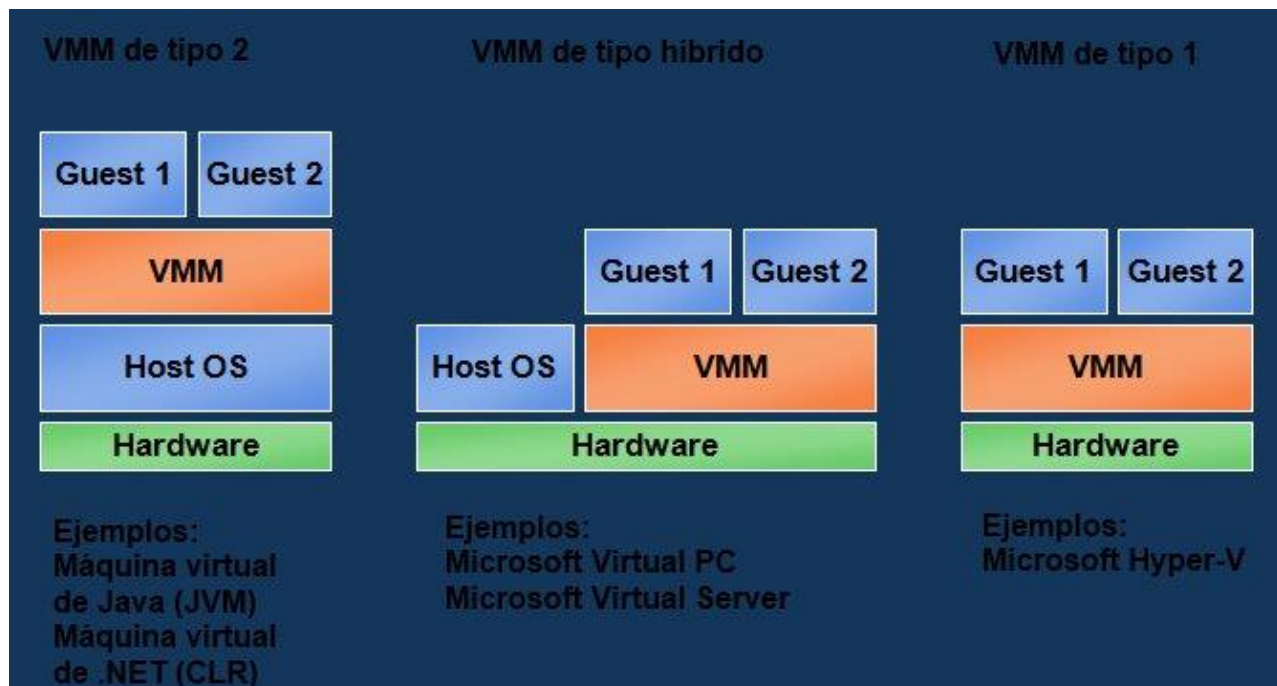 VMM de tipo 2
Guest 1
Guest 2
VMM
Host OS
Hardware
Ejemplos:
Máquina virtual
de Java (JVM)
Máquina virtual
de .NET (CLR)
VMM de tipo híbrido
Guest 1
Guest 2
Host OS
VMM
Hardware
Ejemplos:
Microsoft Virtual PC
Microsoft Virtual Server
VMM de tipo 1
Guest 1
Guest 2
VMM
Hardware
Ejemplos:
Microsoft Hyper-V